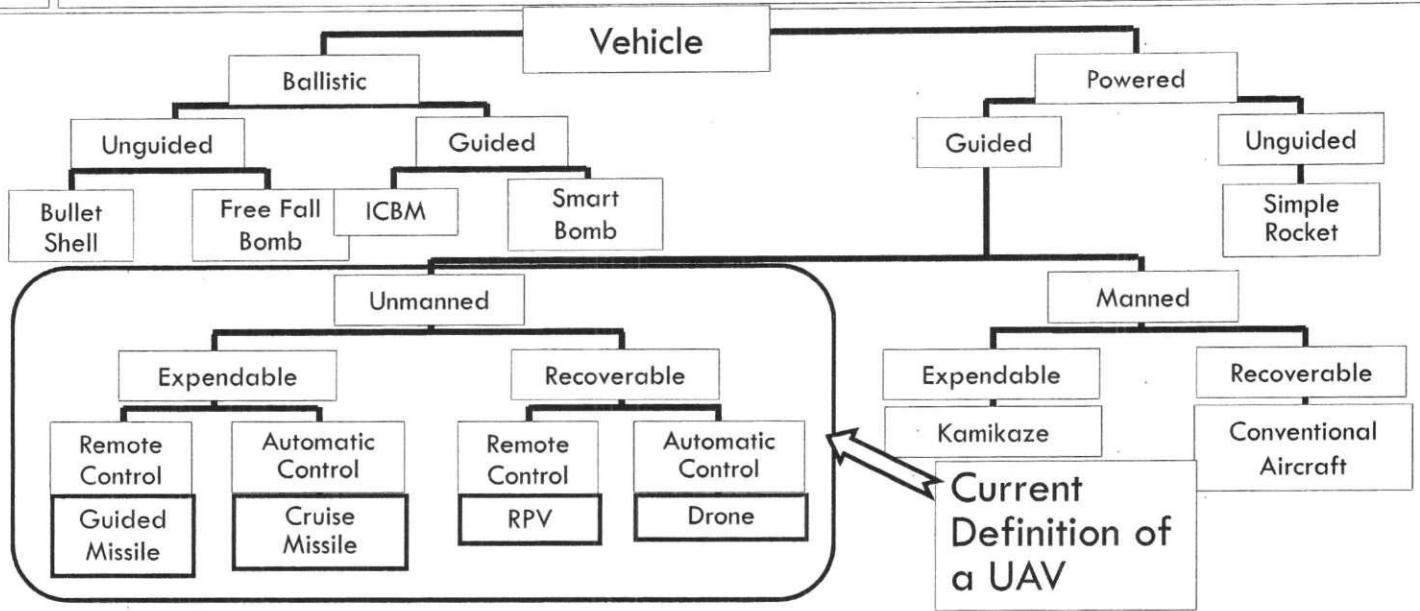 Vehicle
Ballistic
Powered
Unguided
Guided
Guided
Unguided
Bullet
Shell
Free Fall
Bomb
ICBM
Smart
Bomb
Simple
Rocket
Unmanned
Manned
Expendable
Recoverable
Expendable
Recoverable
Remote
Control
Automatic
Control
Remote
Control
Automatic
Control
Kamikaze
Conventional
Aircraft
Guided
Missile
Cruise
Missile
RPV
Drone
Current
Definition of
a UAV